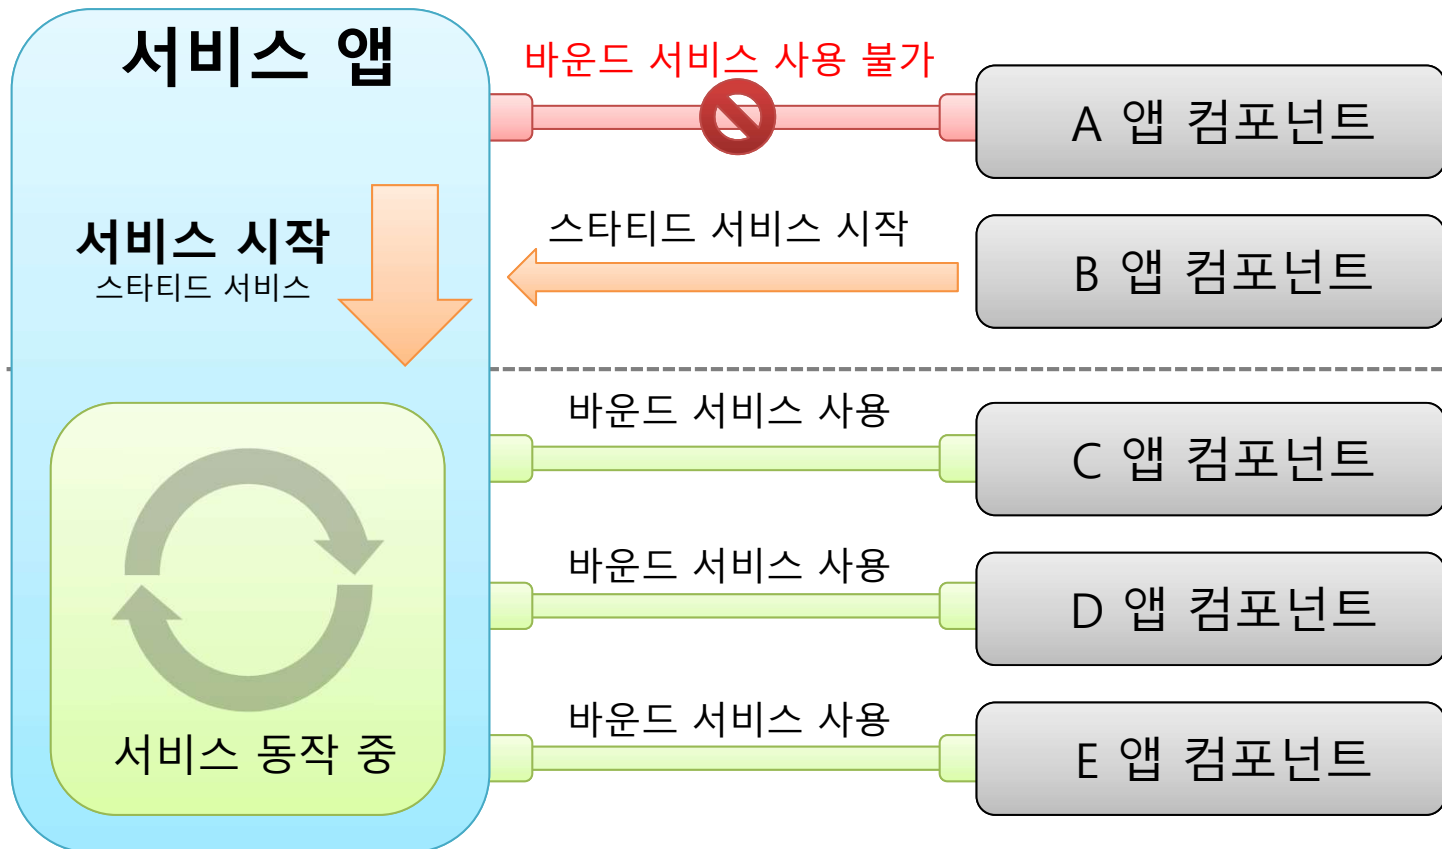 서비스 앱
바운드 서비스 사용 불가
A 앱 컴포넌트
서비스 시작
스타티드 서비스
스타티드 서비스 시작
B 앱 컴포넌트
바운드 서비스 사용
C 앱 컴포넌트
바운드 서비스 사용
D 앱 컴포넌트
바운드 서비스 사용
E 앱 컴포넌트
서비스 동작 중